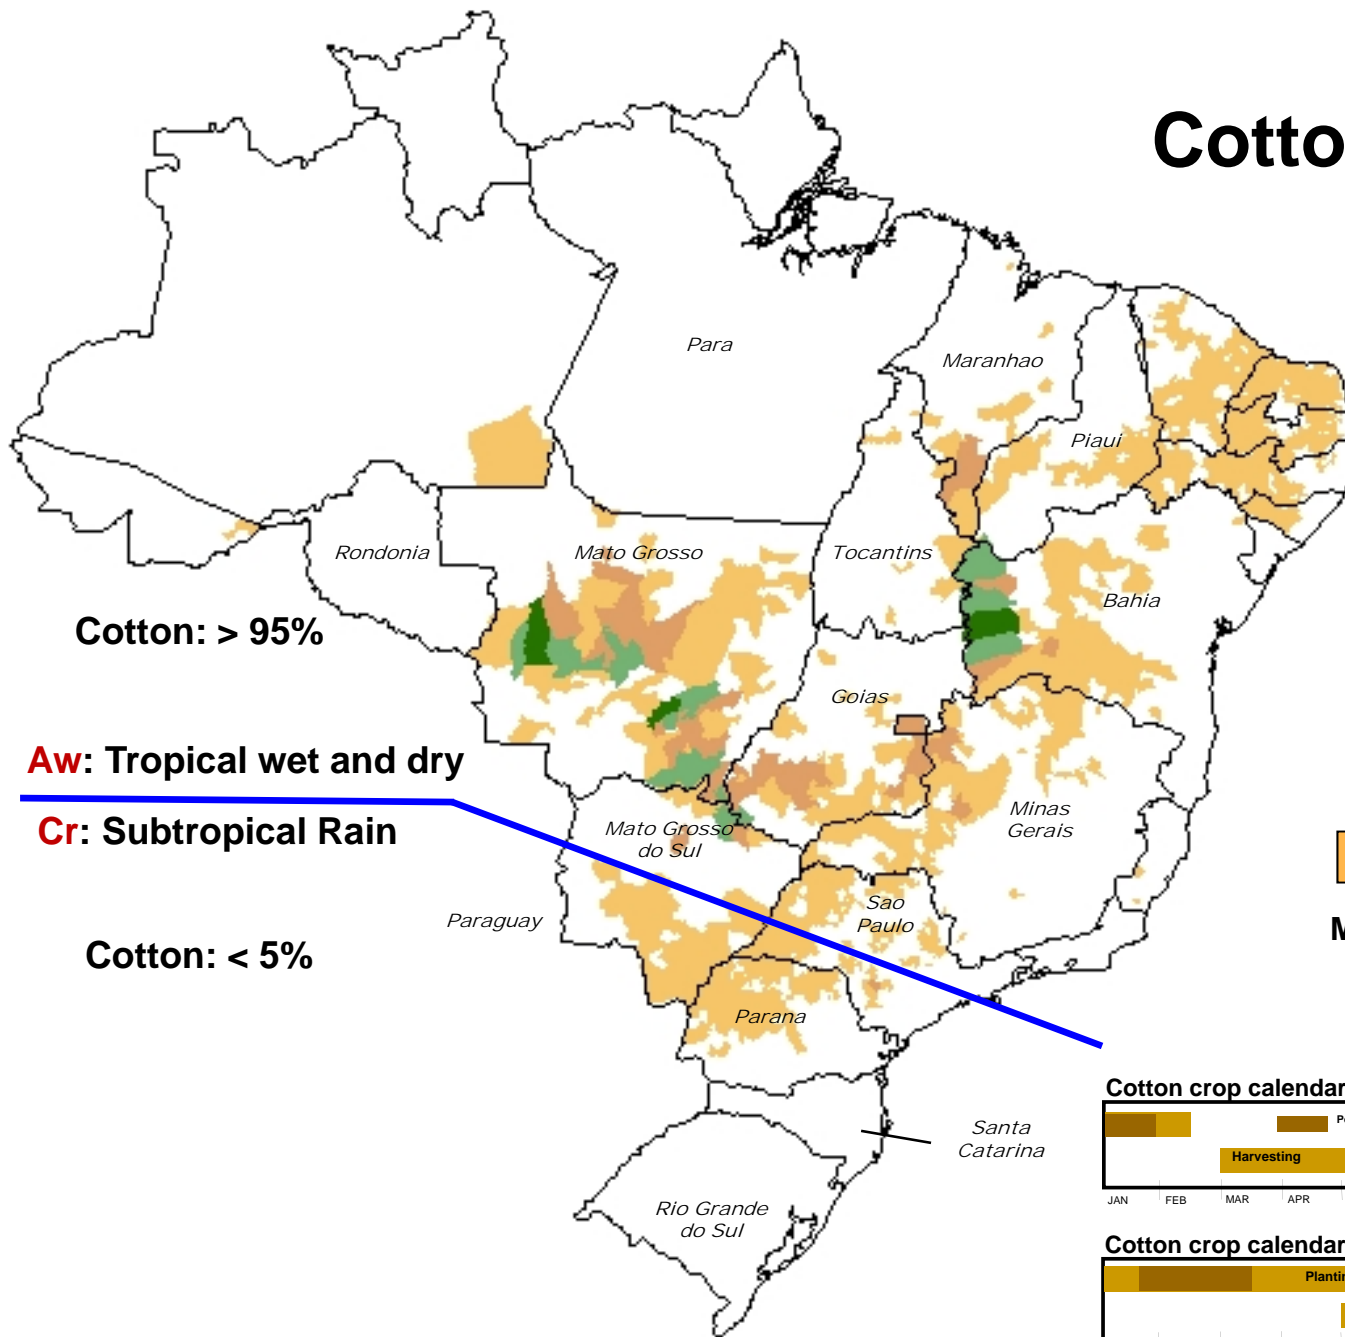 Cotto
Para
Maranhao
Piaui
Rondonia
Mato Grosso
Tocantins
Bahia
Cotton: > 95%
Goias
Aw: Tropical wet and dry
Cr: Subtropical Rain
Mato Grosso
do Sul
Minas
Gerais
Sao
Paulo
Paraguay
M
Cotton: < 5%
Parana
Cotton crop calendar
P
Harvesting
JAN FEB MAR APR
Santa
Catarina
Rio Grande
do Sul
Cotton crop calendar
Plantin